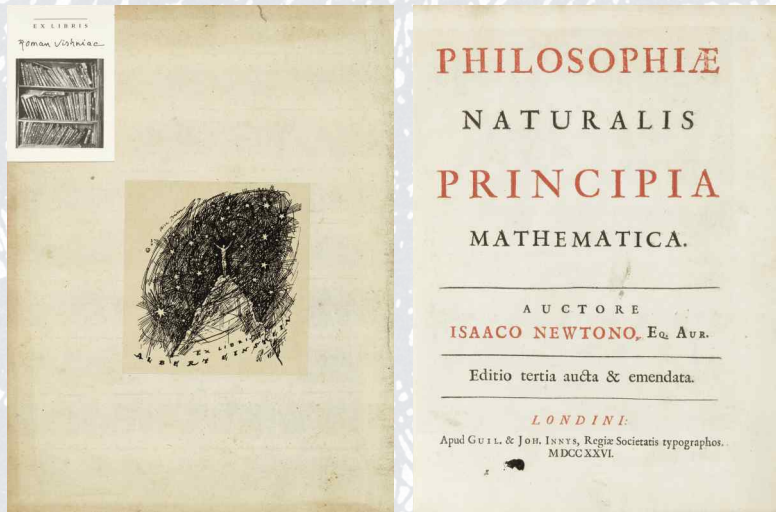 EX LIBRIS
Roman Vishniac
EX LIBRIS
ALBERT EINSTEIN
PHILOSOPHIÆ
NATURALIS
PRINCIPIA
MATHEMATICA.
AUCTORE
ISAACO NEWTONO, EQ. AUR.
Editio tertia aucta & emendata.
LONDINI:
Apud GUIL. & JOH. INNYS, Regiæ Societatis typographos.
MDCCXXVI.